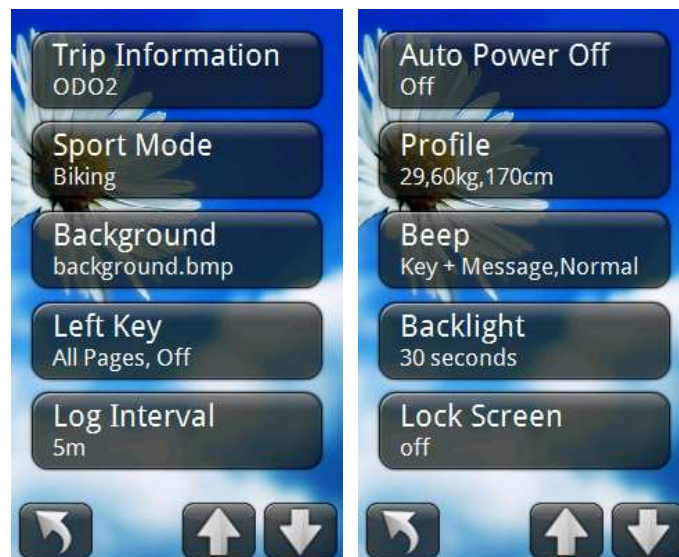 Trip Information
ODO2
Sport Mode
Biking
Background
background.bmp
Left Key
All Pages, Off
Log Interval
5m
Auto Power Off
Off
Profile
29,60kg,170cm
Beep
Key + Message,Normal
Backlight
30 seconds
Lock Screen
off